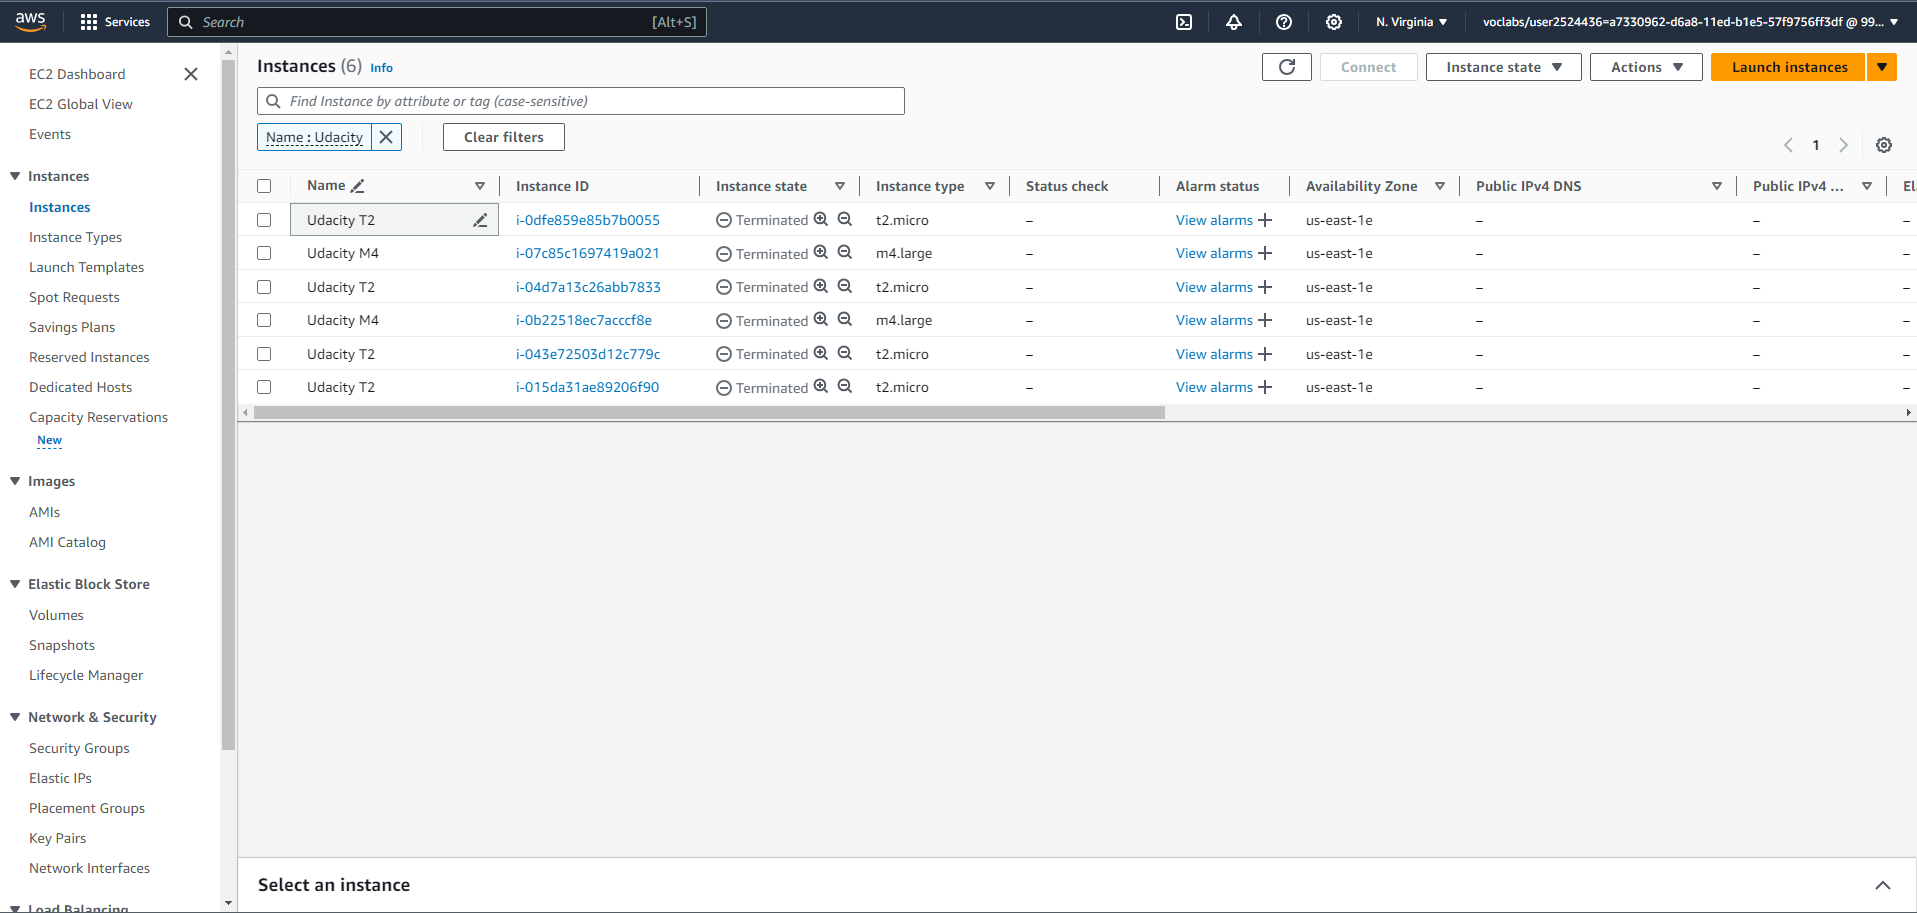 aws Services Search [Alt+S] N. Virginia voclabs/user2524436=a7330962-d6a8-11ed-b1e5-57f9756ff3df @ 99...
EC2 Dashboard
EC2 Global View
Events
Instances
Instances
Instance Types
Launch Templates
Spot Requests
Savings Plans
Reserved Instances
Dedicated Hosts
Capacity Reservations
New
Images
AMIs
AMI Catalog
Elastic Block Store
Volumes
Snapshots
Lifecycle Manager
Network & Security
Security Groups
Elastic IPs
Placement Groups
Key Pairs
Network Interfaces
Load Balancing
Instances (6) Info Connect Instance state Actions Launch instances
Find Instance by attribute or tag (case-sensitive)
Name : Udacity Clear filters
1
Name Instance ID Instance state Instance type Status check Alarm status Availability Zone Public IPv4 DNS Public IPv4 ... El
Udacity T2 i-0dfe859e85b7b0055 Terminated t2.micro – View alarms + us-east-1e – – –
Udacity M4 i-07c85c1697419a021 Terminated m4.large – View alarms + us-east-1e – – –
Udacity T2 i-04d7a13c26abb7833 Terminated t2.micro – View alarms + us-east-1e – – –
Udacity M4 i-0b22518ec7acccf8e Terminated m4.large – View alarms + us-east-1e – – –
Udacity T2 i-043e72503d12c779c Terminated t2.micro – View alarms + us-east-1e – – –
Udacity T2 i-015da31ae89206f90 Terminated t2.micro – View alarms + us-east-1e – – –
Select an instance